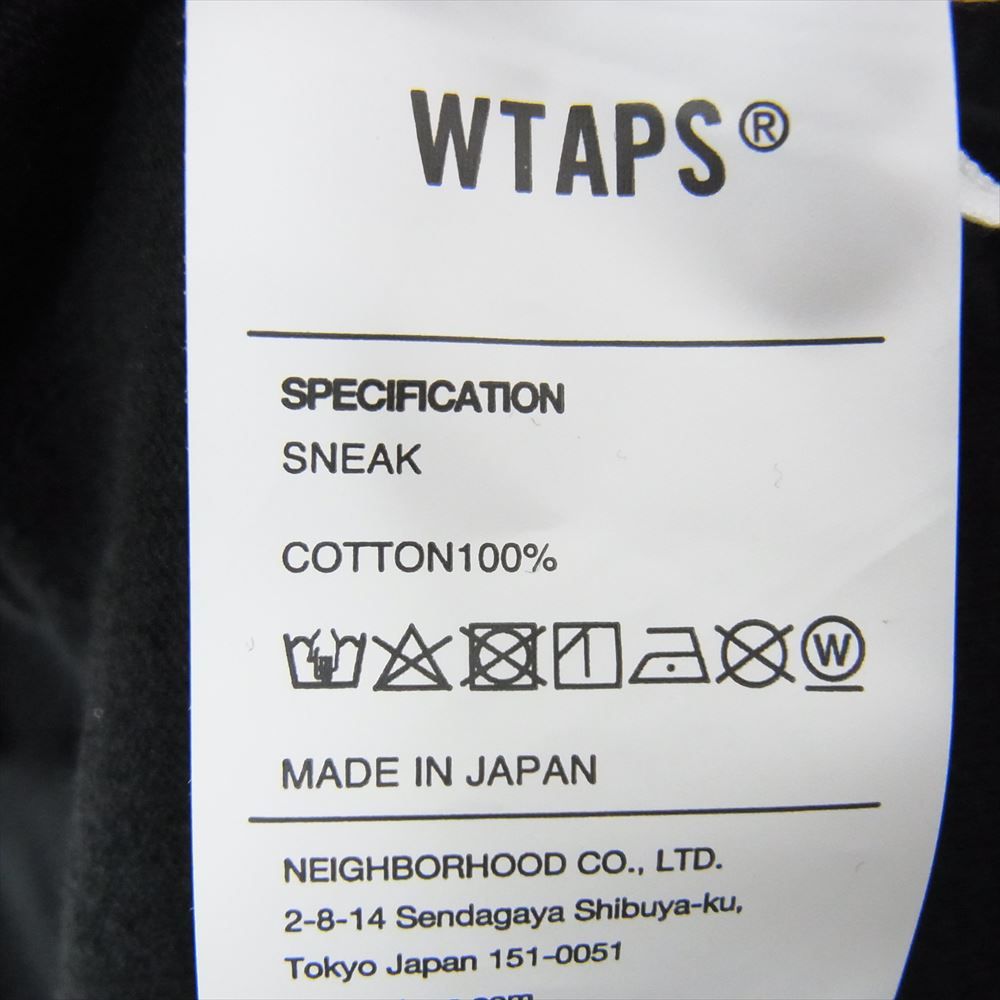 WTAPS®
SPECIFICATION
SNEAK
COTTON100%
W
MADE IN JAPAN
NEIGHBORHOOD CO., LTD.
2-8-14 Sendagaya Shibuya-ku,
Tokyo Japan 151-0051